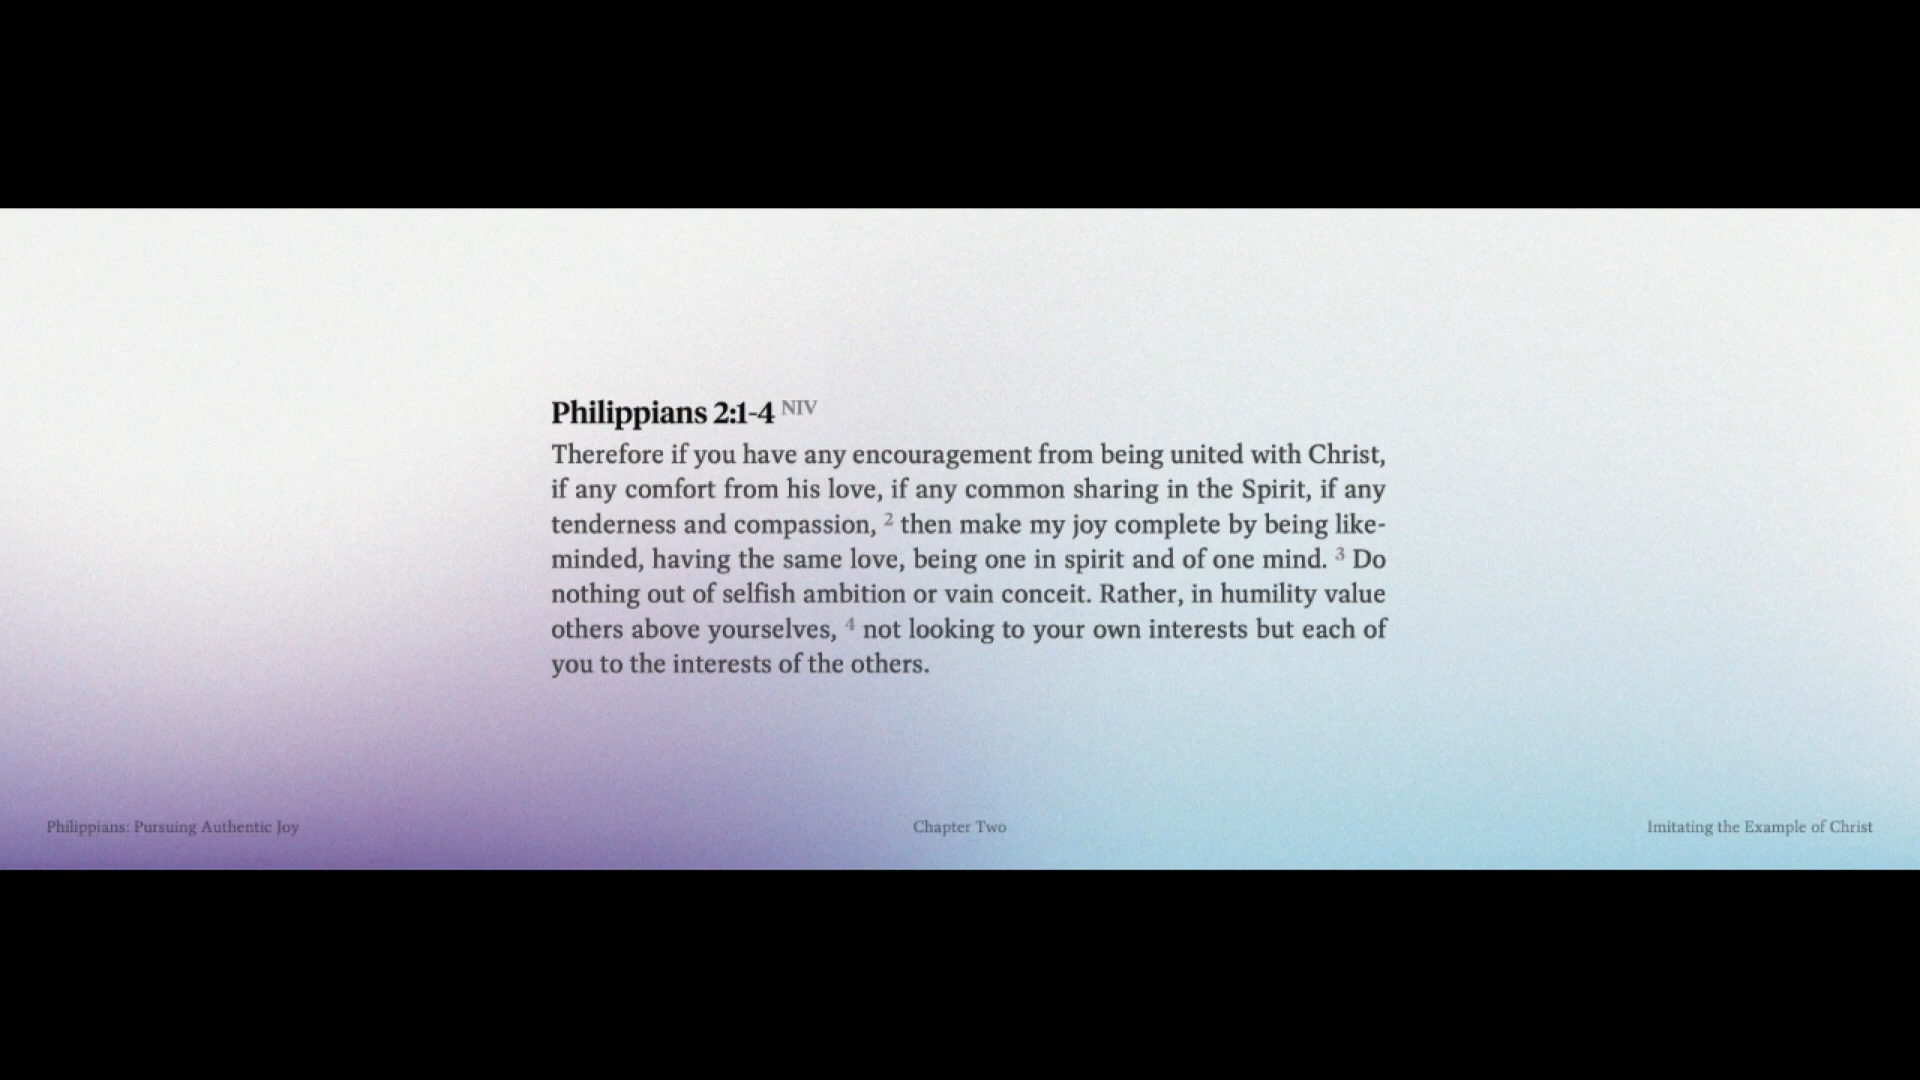 Philippians 2:1-4 NIV
Therefore if you have any encouragement from being united with Christ,
if any comfort from his love, if any common sharing in the Spirit, if any
tenderness and compassion, 2 then make my joy complete by being like-
minded, having the same love, being one in spirit and of one mind. 3 Do
nothing out of selfish ambition or vain conceit. Rather, in humility value
others above yourselves, 4 not looking to your own interests but each of
you to the interests of the others.
Philippians: Pursuing Authentic Joy
Chapter Two
Imitating the Example of Christ